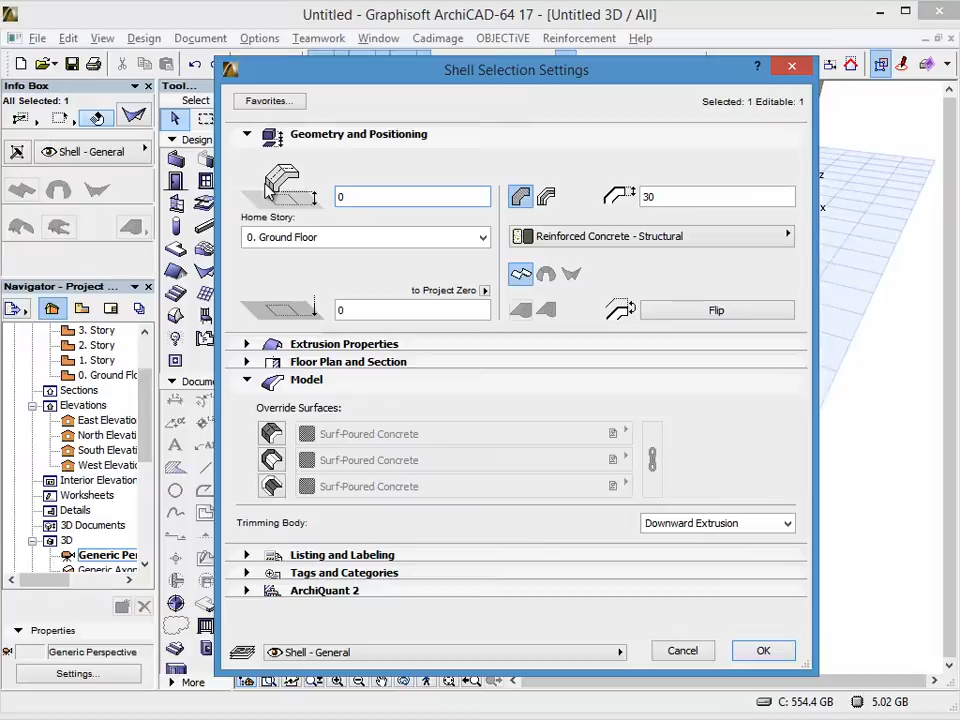 Untitled - Graphisoft ArchiCAD-64 17 - [Untitled 3D / All]
File Edit View Design Document Options Teamwork Window Cadimage OBJECTiVE Reinforcement Help
Info Box
All Selected: 1
Shell - General
Tool...
Select
Design
Docume
More
Navigator - Project ...
3. Story
2. Story
1. Story
0. Ground Flo
Sections
Elevations
East Elevatio
North Elevati
South Elevati
West Elevatio
Interior Elevation
Worksheets
Details
3D Documents
3D
Generic Per
Generic Axon
Properties
Generic Perspective
Settings...
Shell Selection Settings
?
Favorites...
Selected: 1 Editable: 1
Geometry and Positioning
0
30
Home Story:
0. Ground Floor
Reinforced Concrete - Structural
to Project Zero
0
Flip
Extrusion Properties
Floor Plan and Section
Model
Override Surfaces:
Surf-Poured Concrete
Surf-Poured Concrete
Surf-Poured Concrete
Trimming Body:
Downward Extrusion
Listing and Labeling
Tags and Categories
ArchiQuant 2
Shell - General
Cancel
OK
z
x
C: 554.4 GB
5.02 GB